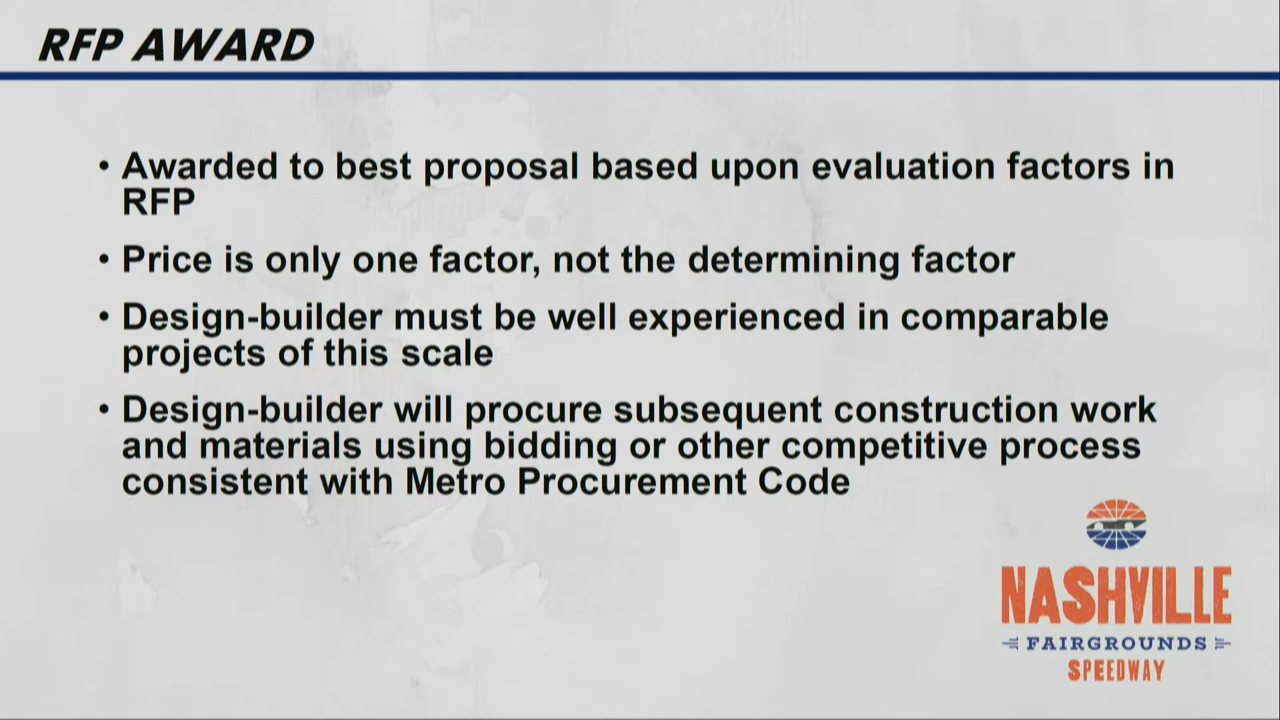 RFP AWARD
• Awarded to best proposal based upon evaluation factors in
RFP
• Price is only one factor, not the determining factor
• Design-builder must be well experienced in comparable
projects of this scale
• Design-builder will procure subsequent construction work
and materials using bidding or other competitive process
consistent with Metro Procurement Code
NASHVILLE
FAIRGROUNDS
SPEEDWAY